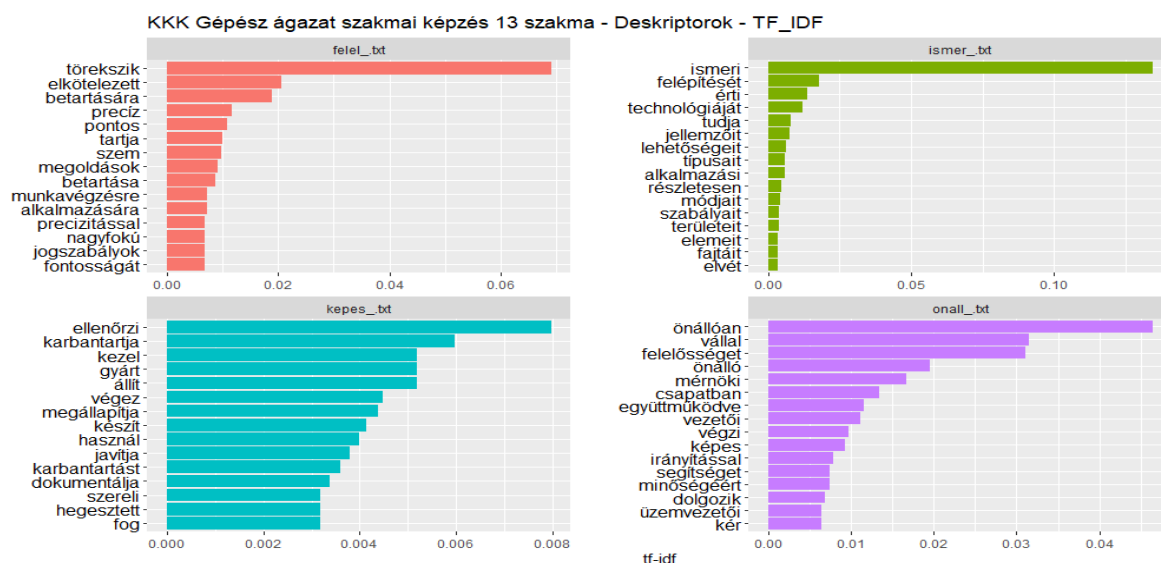 KKK Gépész ágazat szakmai képzés 13 szakma - Deskriptorok - TF_IDF
felel_.txt
törekszik
elkötelezett
betartására
precíz
pontos
tartja
szem
megoldások
betartása
munkavégzésre
alkalmazására
precizitással
nagyfokú
jogszabályok
fontosságát
0.00 0.02 0.04 0.06
ismer_.txt
ismeri
felépítését
érti
technológiáját
tudja
jellemzőit
lehetőségeit
típusait
alkalmazási
részletesen
módjait
szabályait
területeit
elemeit
fajtáit
elvét
0.00 0.05 0.10
kepes_.txt
ellenőrzi
karbantartja
kezel
gyárt
állít
végez
megállapítja
készít
használ
javítja
karbantartást
dokumentálja
szereli
hegesztett
fog
0.000 0.002 0.004 0.006 0.008
onall_.txt
önállóan
vállal
felelősséget
önálló
mérnöki
csapatban
együttműködve
vezetői
végzi
képes
irányítással
segítséget
minőségéért
dolgozik
üzemvezetői
kér
0.00 0.01 0.02 0.03 0.04
tf-idf